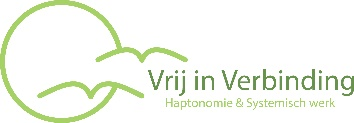 Vrij in Verbinding
Haptonomie & Systemisch werk